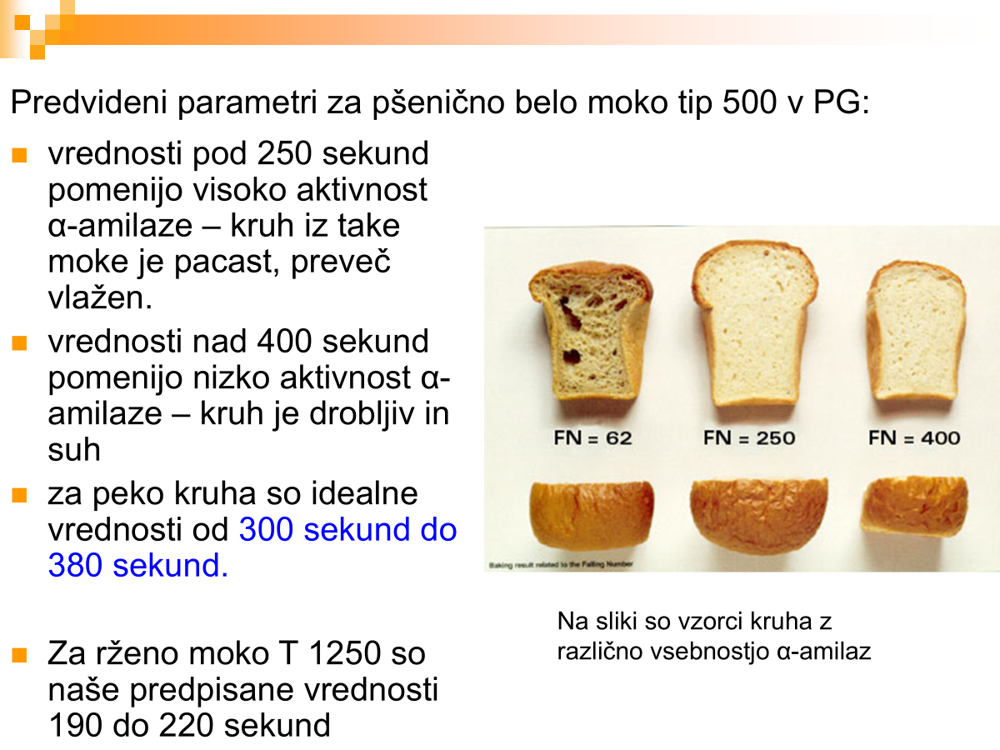 Predvideni parametri za pšenično belo moko tip 500 v PG:
vrednosti pod 250 sekund
pomenijo visoko aktivnost
α-amilaze – kruh iz take
moke je pacast, preveč
vlažen.
vrednosti nad 400 sekund
pomenijo nizko aktivnost α-
amilaze – kruh je drobljiv in
suh
za peko kruha so idealne
vrednosti od 300 sekund do
380 sekund.
Za rženo moko T 1250 so
naše predpisane vrednosti
190 do 220 sekund
FN = 62
FN = 250
FN = 400
Baking result related to the Falling Number
Na sliki so vzorci kruha z
različno vsebnostjo α-amilaz